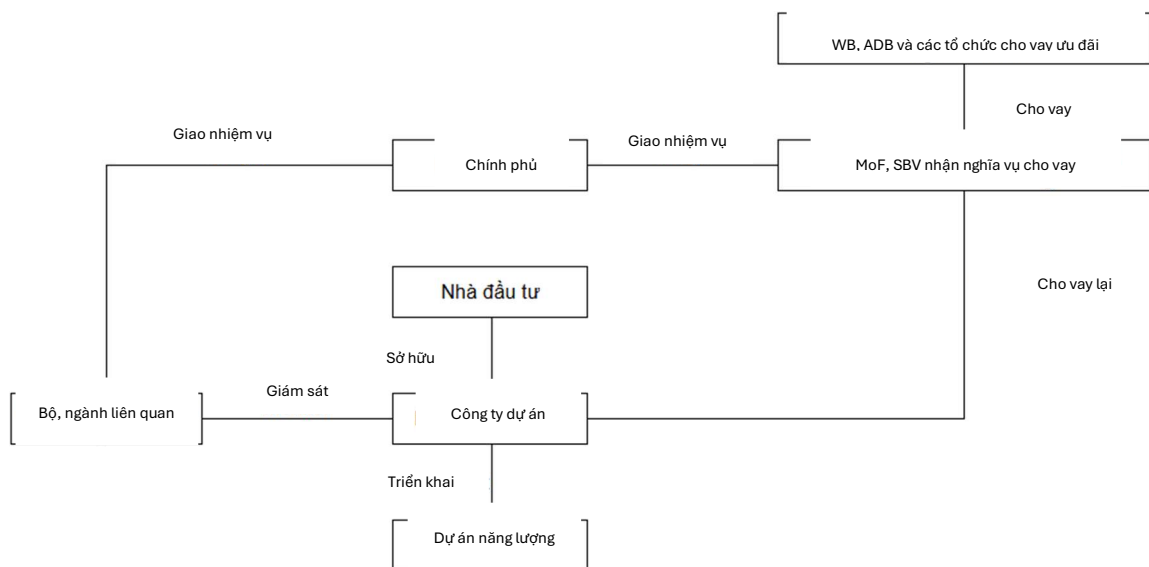 WB, ADB và các tổ chức cho vay ưu đãi
Cho vay
Giao nhiệm vụ
Giao nhiệm vụ
Chính phủ
MoF, SBV nhận nghĩa vụ cho vay
Nhà đầu tư
Cho vay lại
Sở hữu
Giám sát
Bộ, ngành liên quan
Công ty dự án
Triển khai
Dự án năng lượng